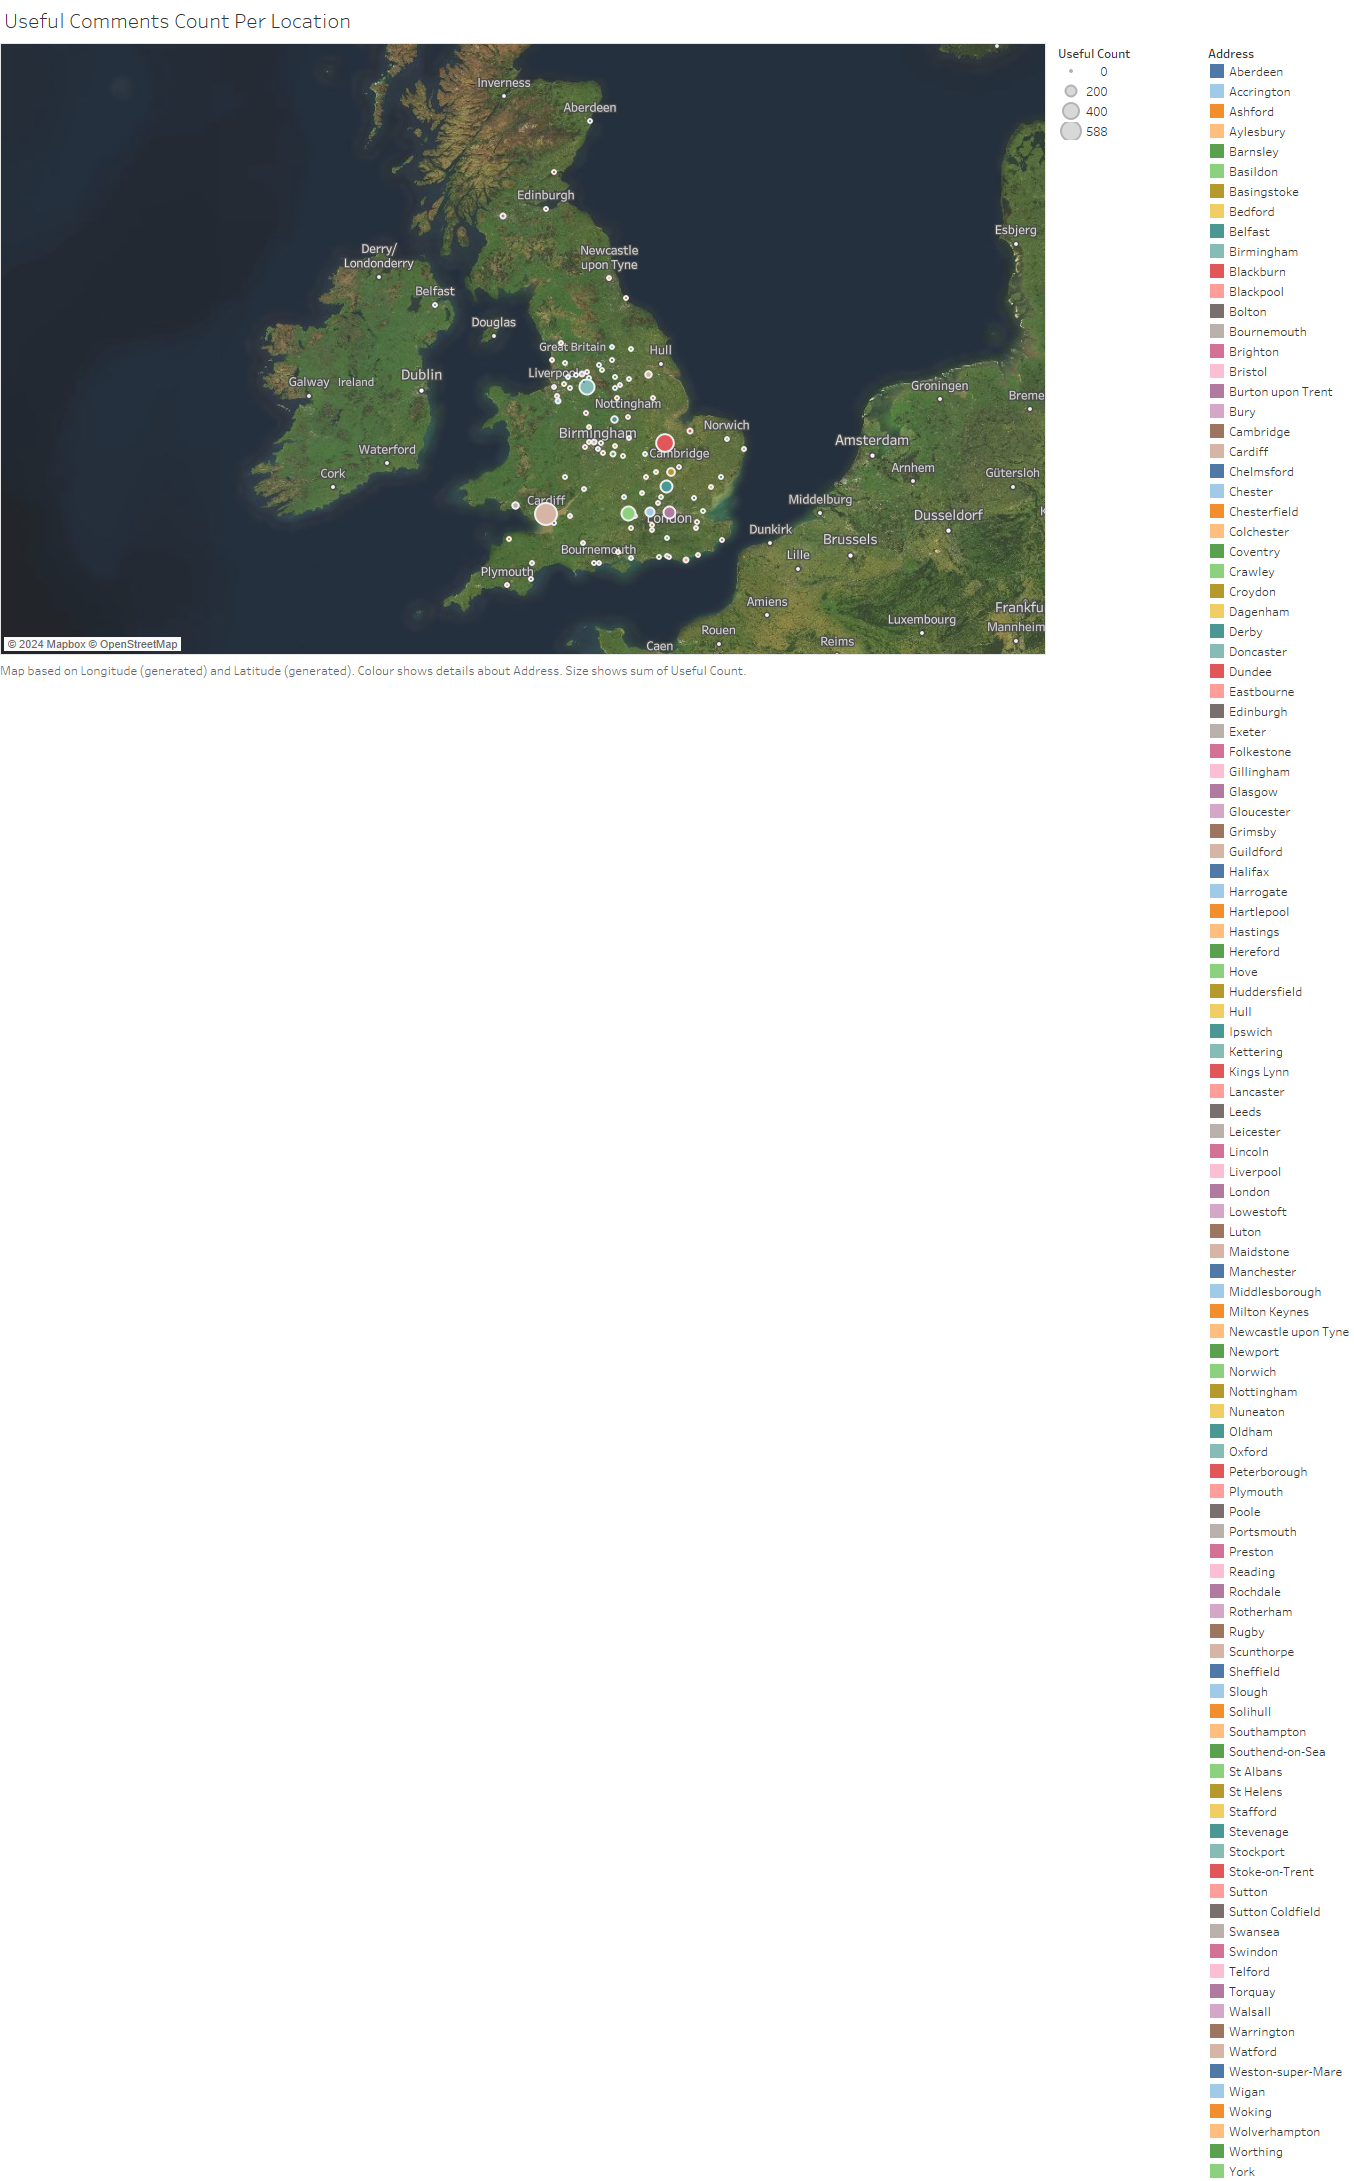 Useful Comments Count Per Location
Inverness
Aberdeen
Edinburgh
Derry/
Londonderry
Newcastle
upon Tyne
Belfast
Douglas
Great Britain
Hull
Galway
Ireland
Dublin
Liverpool
Nottingham
Birmingham
Norwich
Cambridge
Waterford
Cork
Cardiff
London
Bournemouth
Plymouth
Esbjerg
Groningen
Breme
Amsterdam
Arnhem
Gütersloh
Middelburg
Dusseldorf
K
Dunkirk
Brussels
Lille
Amiens
Frankfu
Luxembourg
Mannheim
Rouen
Reims
Caen
© 2024 Mapbox © OpenStreetMap
Map based on Longitude (generated) and Latitude (generated). Colour shows details about Address. Size shows sum of Useful Count.
Useful Count
0
200
400
588
Address
Aberdeen
Accrington
Ashford
Aylesbury
Barnsley
Basildon
Basingstoke
Bedford
Belfast
Birmingham
Blackburn
Blackpool
Bolton
Bournemouth
Brighton
Bristol
Burton upon Trent
Bury
Cambridge
Cardiff
Chelmsford
Chester
Chesterfield
Colchester
Coventry
Crawley
Croydon
Dagenham
Derby
Doncaster
Dundee
Eastbourne
Edinburgh
Exeter
Folkestone
Gillingham
Glasgow
Gloucester
Grimsby
Guildford
Halifax
Harrogate
Hartlepool
Hastings
Hereford
Hove
Huddersfield
Hull
Ipswich
Kettering
Kings Lynn
Lancaster
Leeds
Leicester
Lincoln
Liverpool
London
Lowestoft
Luton
Maidstone
Manchester
Middlesborough
Milton Keynes
Newcastle upon Tyne
Newport
Norwich
Nottingham
Nuneaton
Oldham
Oxford
Peterborough
Plymouth
Poole
Portsmouth
Preston
Reading
Rochdale
Rotherham
Rugby
Scunthorpe
Sheffield
Slough
Solihull
Southampton
Southend-on-Sea
St Albans
St Helens
Stafford
Stevenage
Stockport
Stoke-on-Trent
Sutton
Sutton Coldfield
Swansea
Swindon
Telford
Torquay
Walsall
Warrington
Watford
Weston-super-Mare
Wigan
Woking
Wolverhampton
Worthing
York